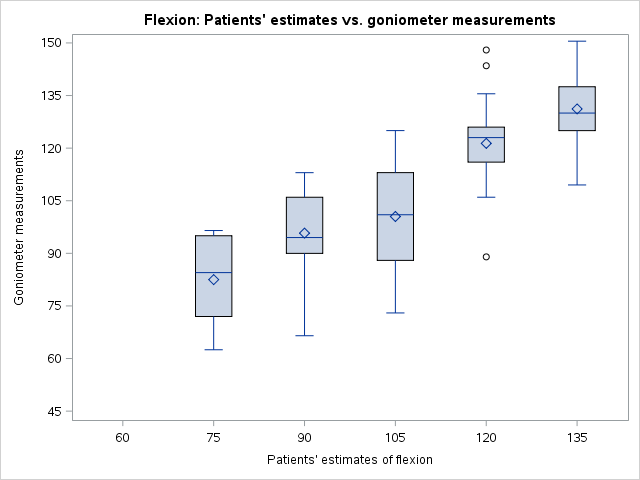 Flexion: Patients' estimates vs. goniometer measurements
150
135
120
105
90
75
60
45
Goniometer measurements
60 75 90 105 120 135
Patients' estimates of flexion